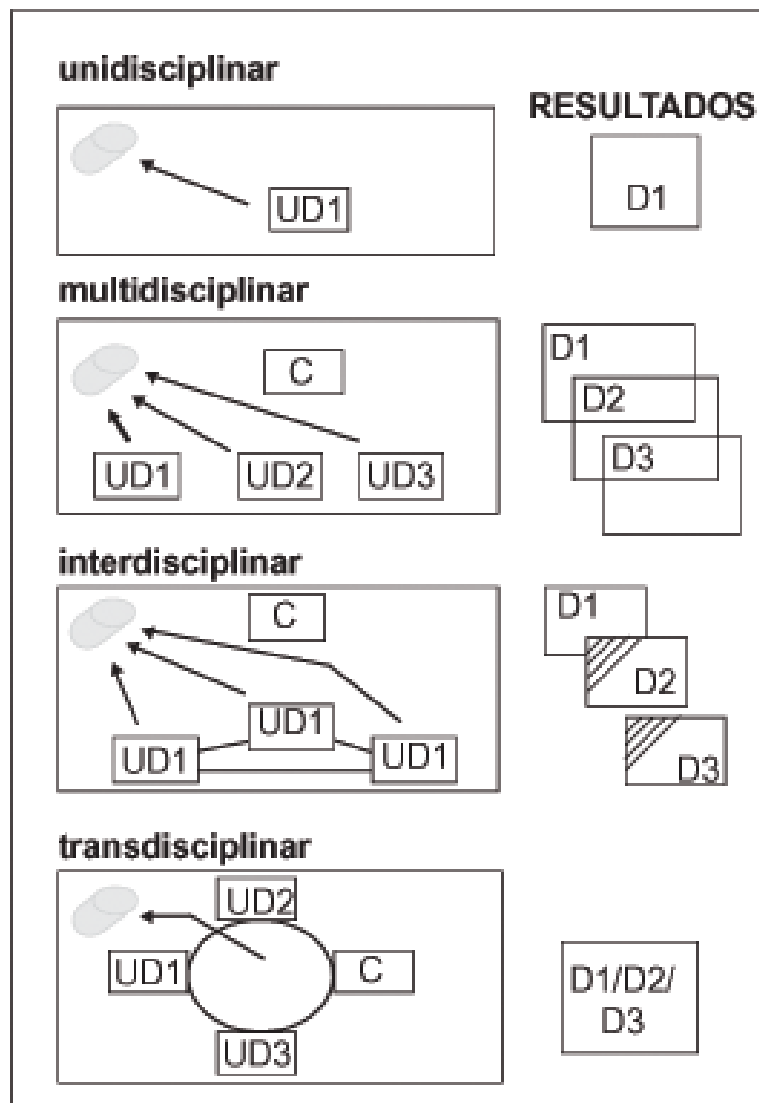 unidisciplinar
RESULTADOS
UD1
D1
multidisciplinar
C
UD1 UD2 UD3
D1
D2
D3
interdisciplinar
C
UD1
UD1 UD1
D1
D2
D3
transdisciplinar
UD2
UD1 C
UD3
D1/D2/
D3